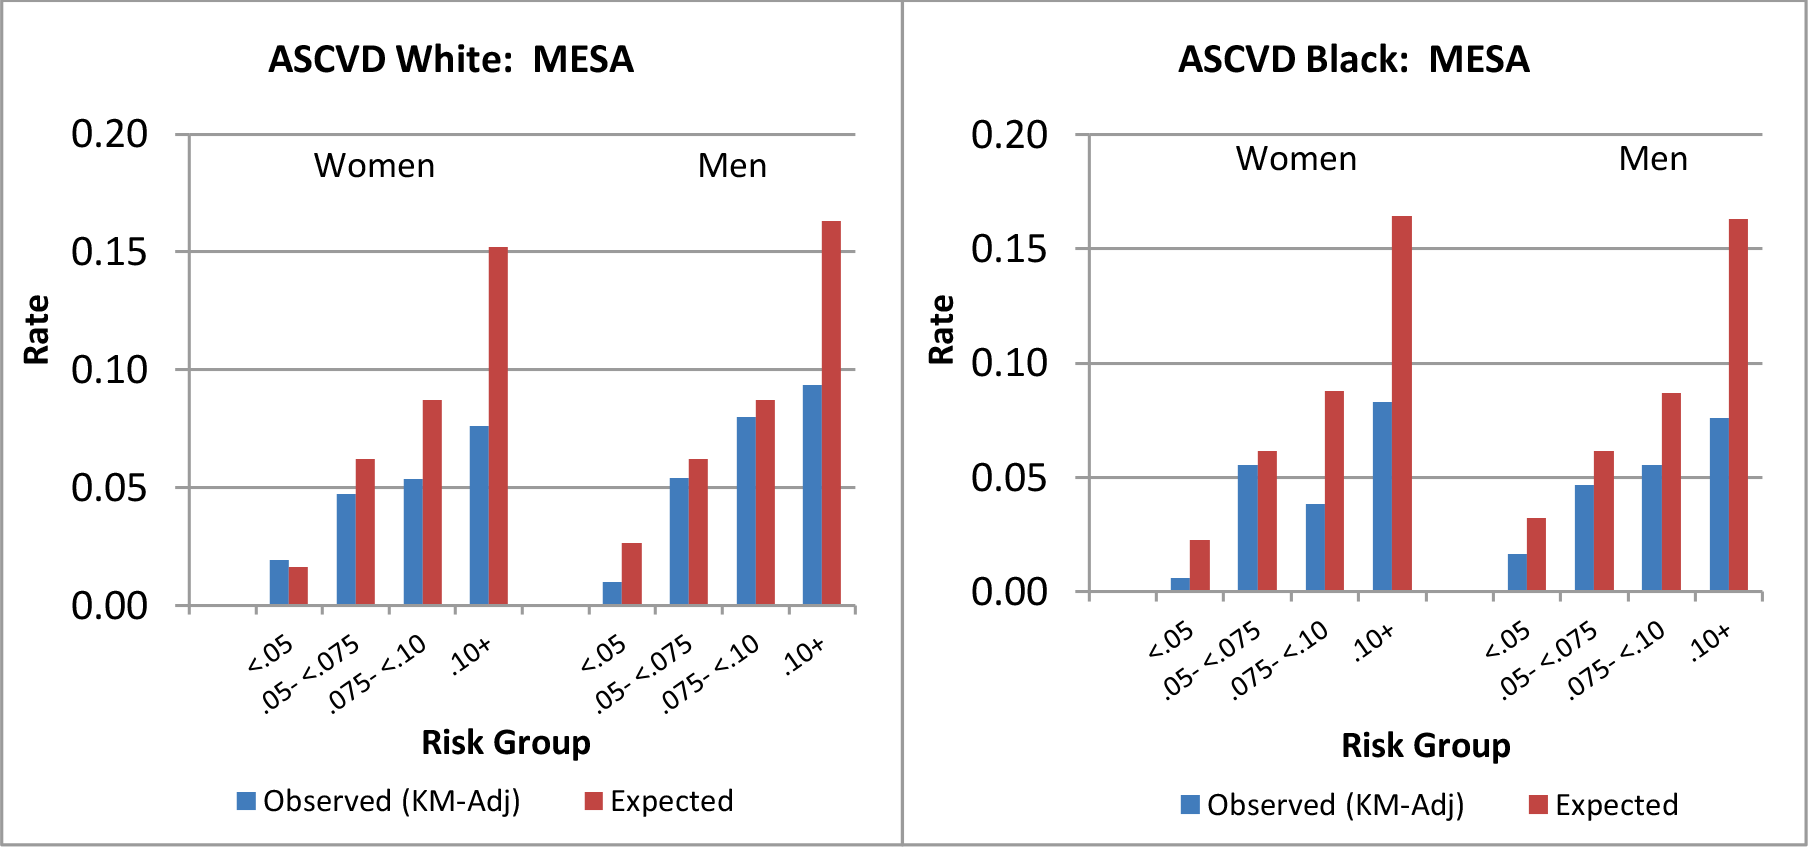 ASCVD White: MESA
0.20
0.15
0.10
0.05
0.00
Rate
Women
Men
<.05
.05- <.075
.075- <.10
.10+
<.05
.05- <.075
.075- <.10
.10+
Risk Group
Observed (KM-Adj)
Expected
ASCVD Black: MESA
0.20
0.15
0.10
0.05
0.00
Rate
Women
Men
<.05
.05- <.075
.075- <.10
.10+
<.05
.05- <.075
.075- <.10
.10+
Risk Group
Observed (KM-Adj)
Expected